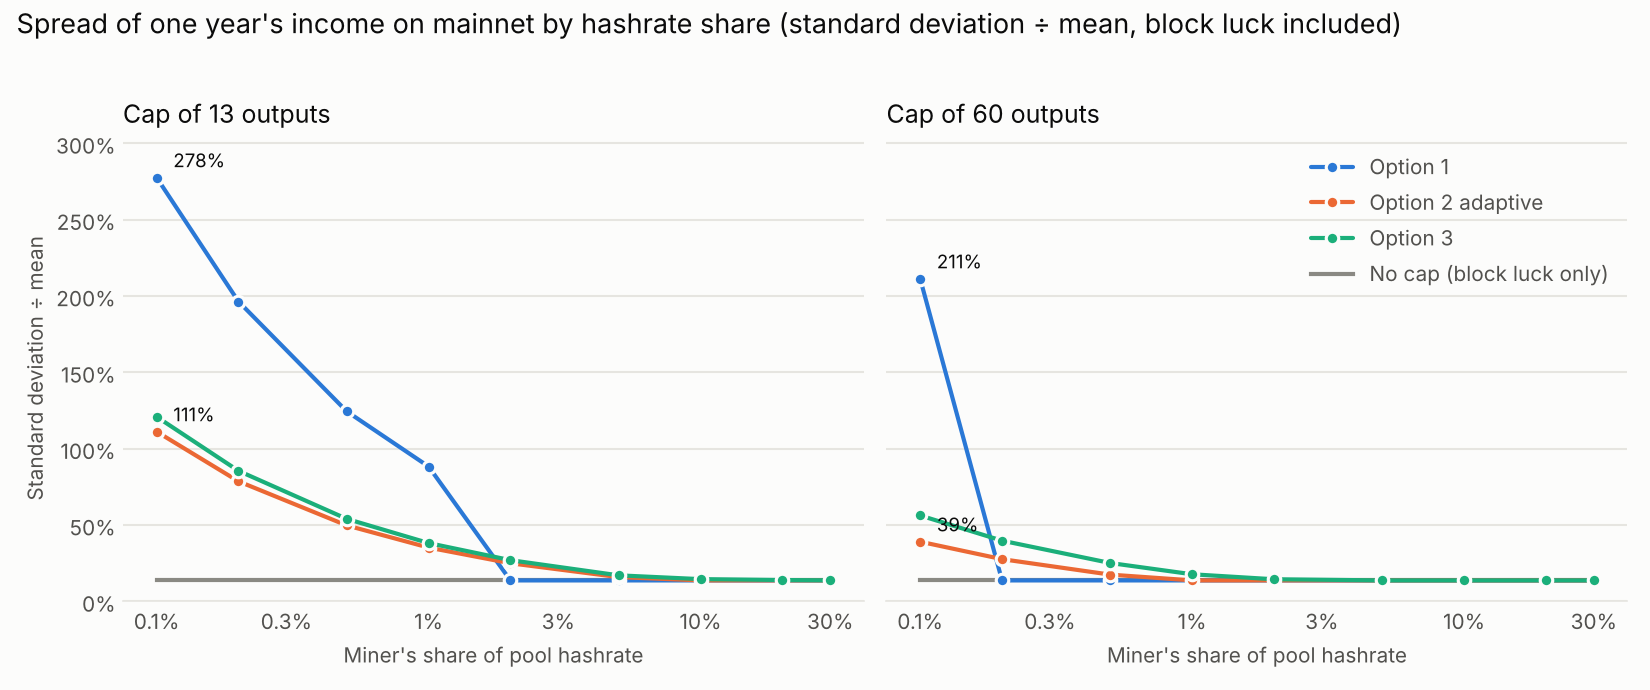 Spread of one year's income on mainnet by hashrate share (standard deviation ÷ mean, block luck included)
Cap of 13 outputs
300%
250%
200%
150%
100%
50%
0%
Standard deviation ÷ mean
278%
111%
0.1%
0.3%
1%
3%
10%
30%
Miner's share of pool hashrate
Cap of 60 outputs
Option 1
Option 2 adaptive
Option 3
No cap (block luck only)
211%
39%
0.1%
0.3%
1%
3%
10%
30%
Miner's share of pool hashrate